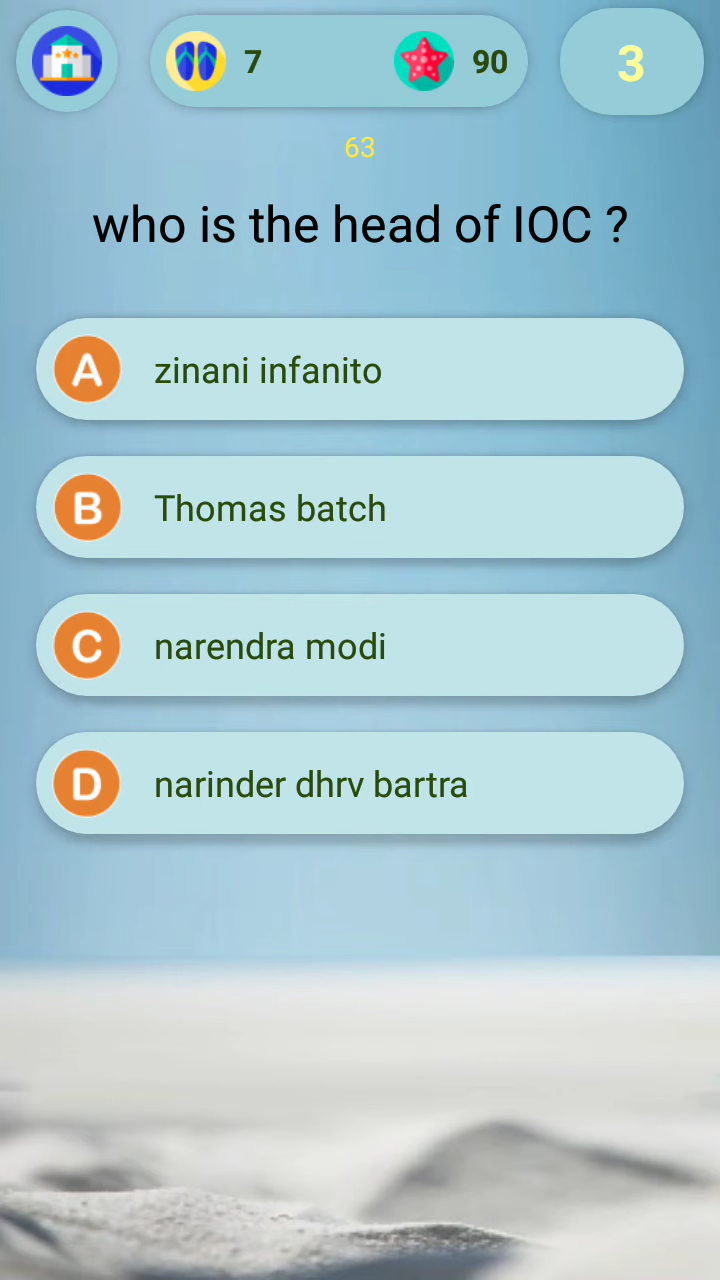 7 90 3
63
who is the head of IOC ?
A zinani infanito
B Thomas batch
C narendra modi
D narinder dhrv bartra